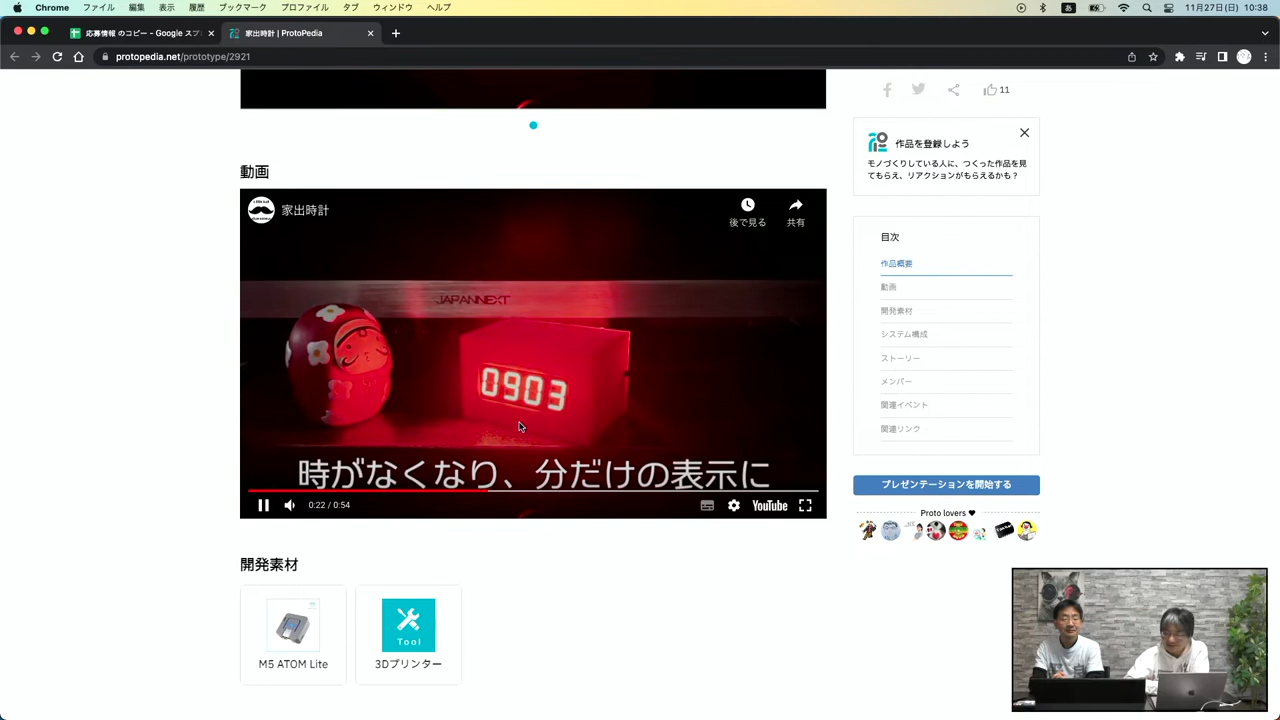 Chrome ファイル 編集 表示 履歴 ブックマーク プロファイル タブ ウィンドウ ヘルプ
あ 11月27日(日) 10:38
応募情報 のコピー - Google スプ
家出時計 | ProtoPedia
protopedia.net/prototype/2921
11
作品を登録しよう
モノづくりしている人に、つくった作品を見
てもらえ、リアクションがもらえるかも？
動画
家出時計
後で見る
共有
JAPANNEXT
0903
時がなくなり、分だけの表示に
0:22 / 0:54
YouTube
目次
作品概要
動画
開発素材
システム構成
ストーリー
メンバー
関連イベント
関連リンク
プレゼンテーションを開始する
Proto lovers ♥
開発素材
M5 ATOM Lite
Tool
3Dプリンター